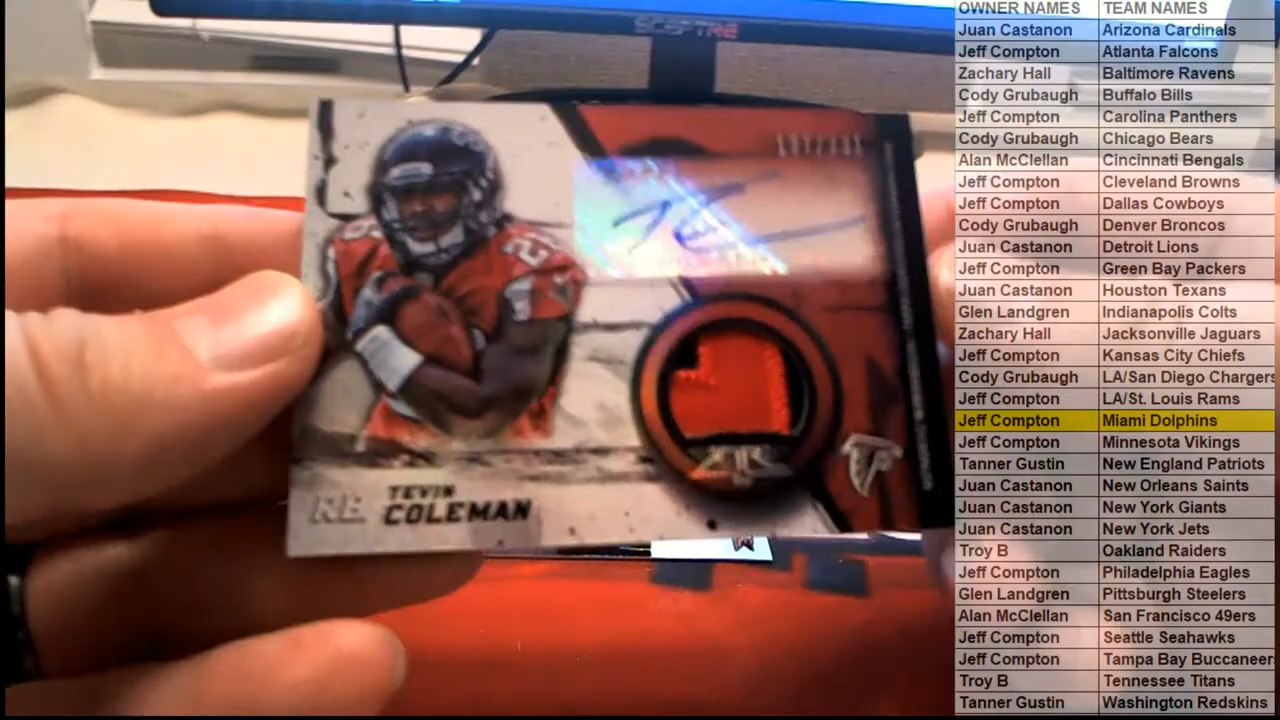 SCEPTRE
26
RB
TEVIN
COLEMAN
OWNER NAMES TEAM NAMES
Juan Castanon Arizona Cardinals
Jeff Compton Atlanta Falcons
Zachary Hall Baltimore Ravens
Cody Grubaugh Buffalo Bills
Jeff Compton Carolina Panthers
Cody Grubaugh Chicago Bears
Alan McClellan Cincinnati Bengals
Jeff Compton Cleveland Browns
Jeff Compton Dallas Cowboys
Cody Grubaugh Denver Broncos
Juan Castanon Detroit Lions
Jeff Compton Green Bay Packers
Juan Castanon Houston Texans
Glen Landgren Indianapolis Colts
Zachary Hall Jacksonville Jaguars
Jeff Compton Kansas City Chiefs
Cody Grubaugh LA/San Diego Chargers
Jeff Compton LA/St. Louis Rams
Jeff Compton Miami Dolphins
Jeff Compton Minnesota Vikings
Tanner Gustin New England Patriots
Juan Castanon New Orleans Saints
Juan Castanon New York Giants
Juan Castanon New York Jets
Troy B Oakland Raiders
Jeff Compton Philadelphia Eagles
Glen Landgren Pittsburgh Steelers
Alan McClellan San Francisco 49ers
Jeff Compton Seattle Seahawks
Jeff Compton Tampa Bay Buccaneer
Troy B Tennessee Titans
Tanner Gustin Washington Redskins